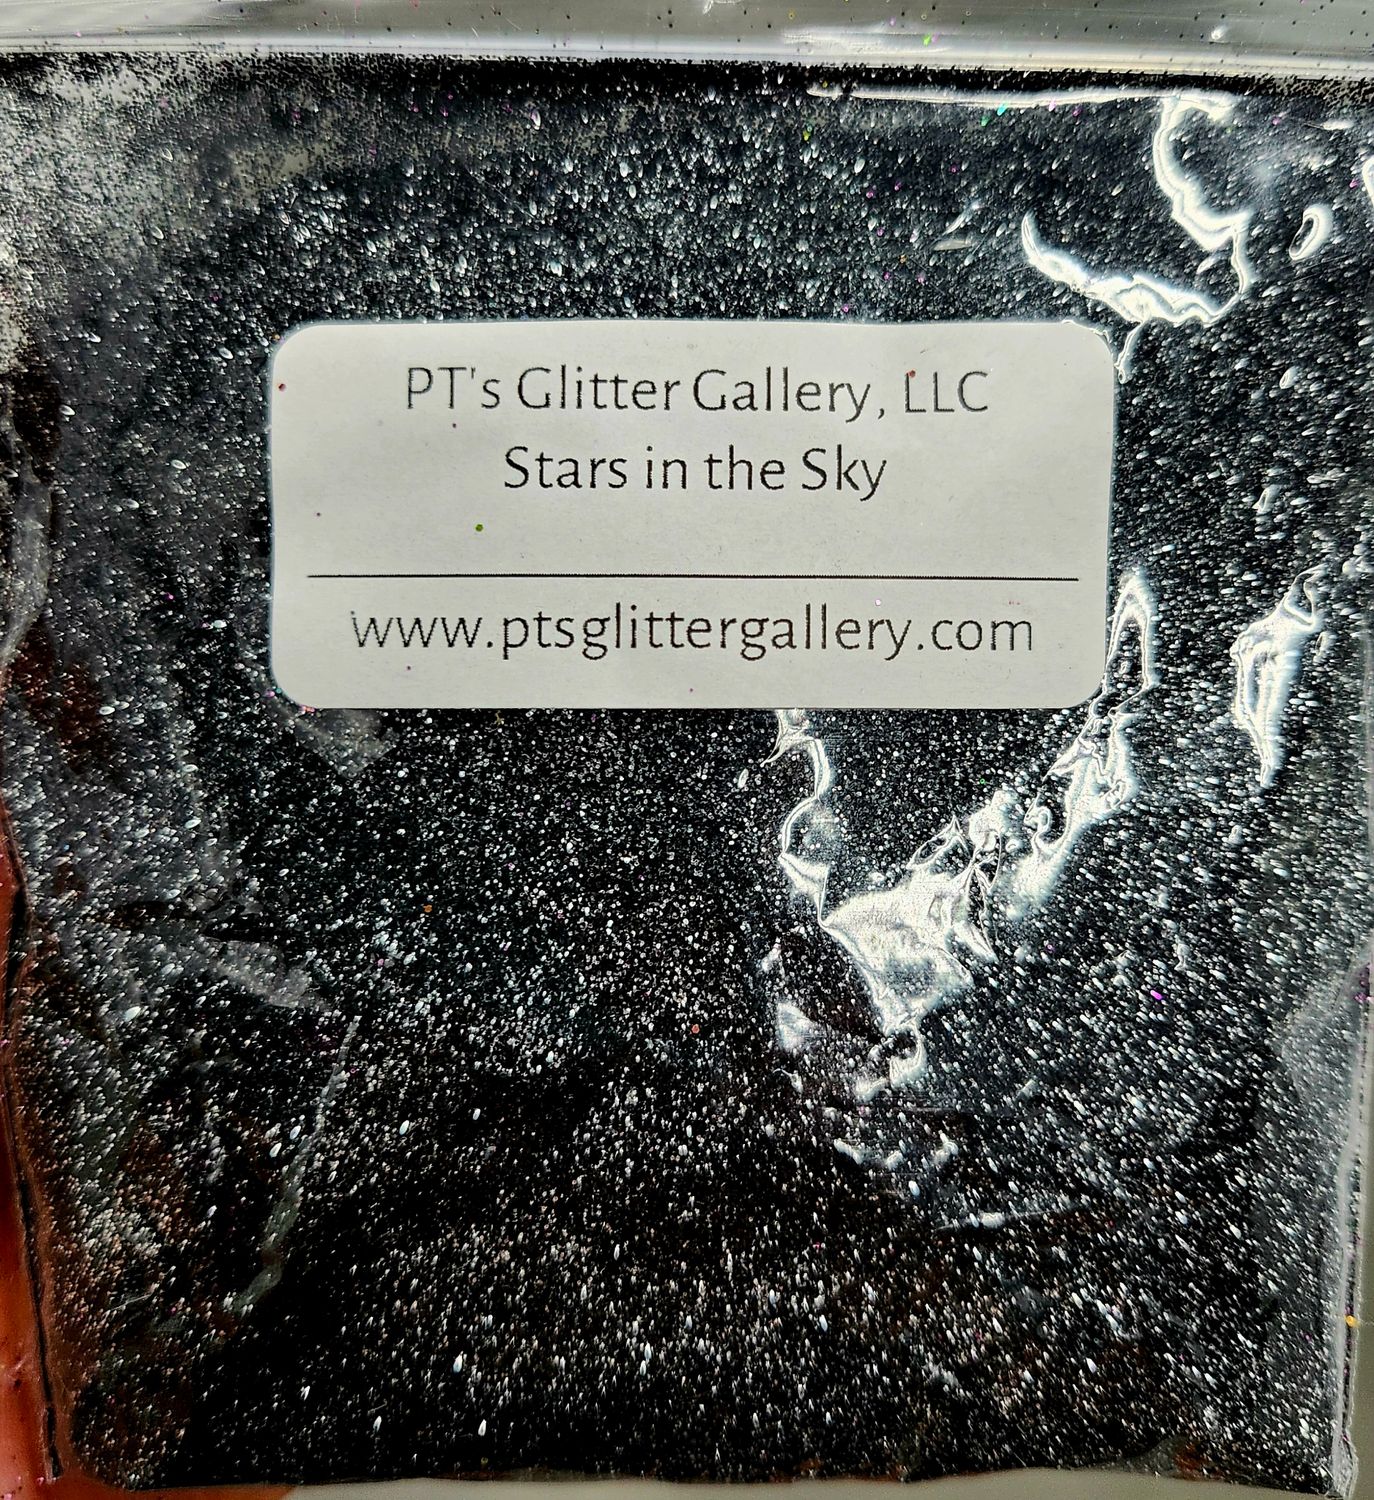 PT's Glitter Gallery, LLC
Stars in the Sky
www.ptsglittergallery.com